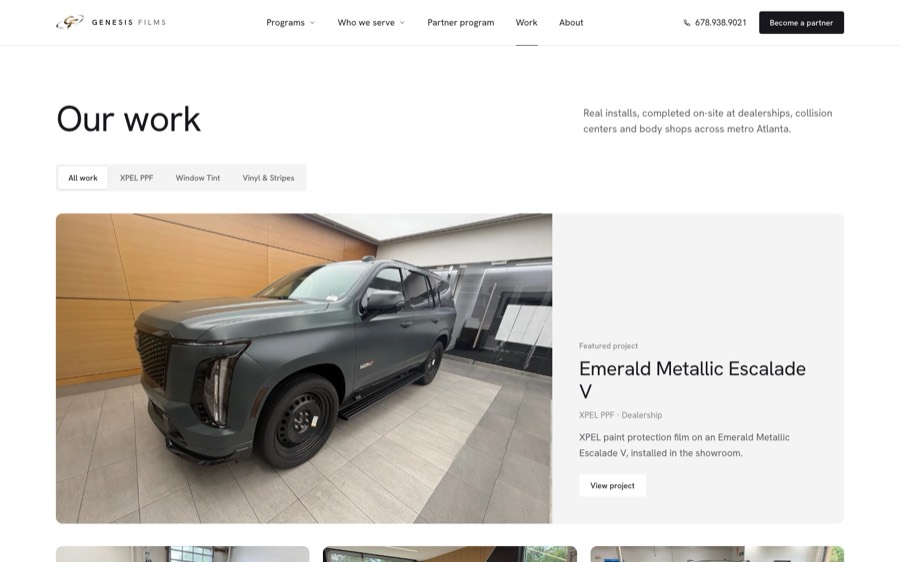 GENESIS FILMS
Programs
Who we serve
Partner program
Work
About
678.938.9021
Become a partner
Our work
Real installs, completed on-site at dealerships, collision
centers and body shops across metro Atlanta.
All work
XPEL PPF
Window Tint
Vinyl & Stripes
Featured project
Emerald Metallic Escalade
V
XPEL PPF · Dealership
XPEL paint protection film on an Emerald Metallic
Escalade V, installed in the showroom.
View project